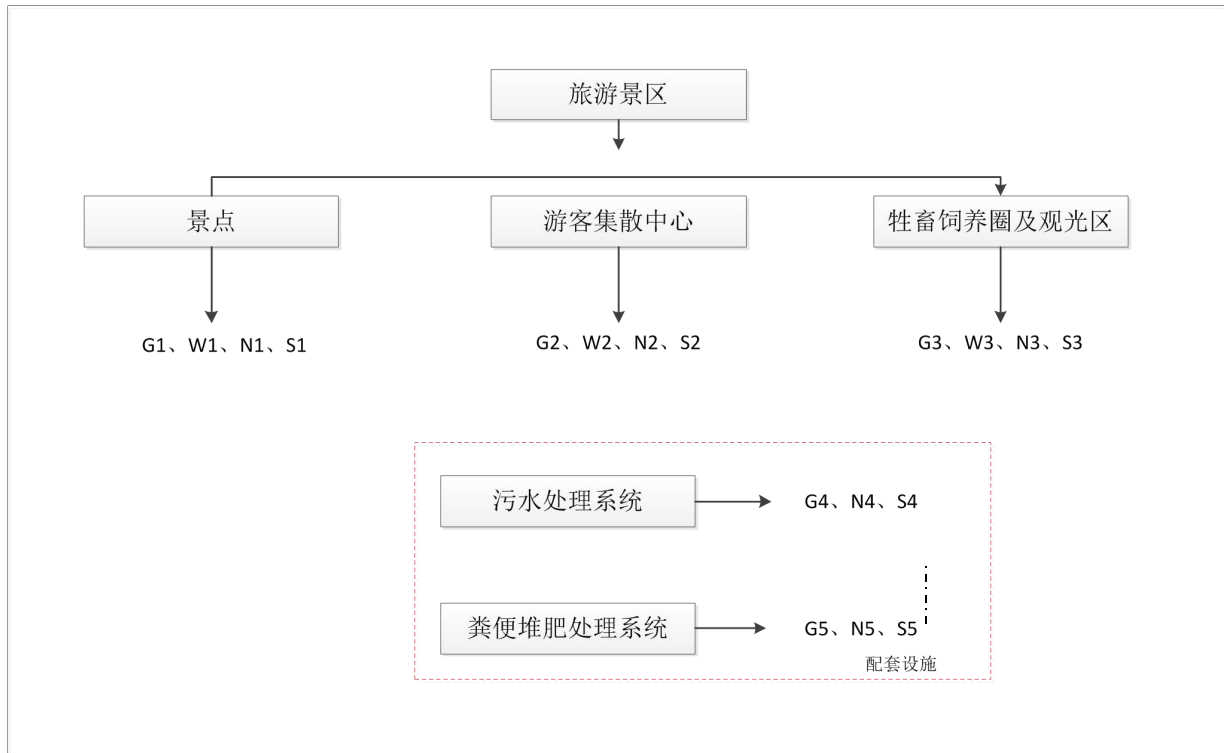 旅游景区
景点
游客集散中心
牲畜饲养圈及观光区
G1、W1、N1、S1
G2、W2、N2、S2
G3、W3、N3、S3
污水处理系统
G4、N4、S4
粪便堆肥处理系统
G5、N5、S5
配套设施